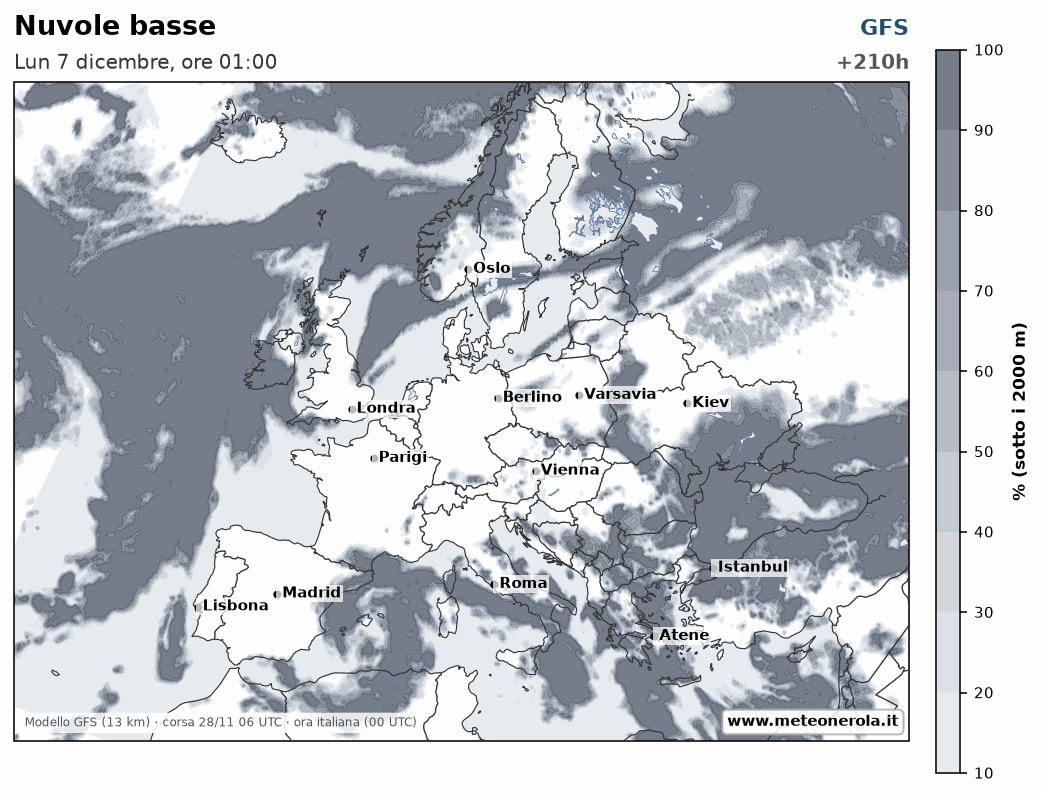 Nuvole basse
GFS
Lun 7 dicembre, ore 01:00
+210h
100
90
80
70
60
50
40
30
20
10
% (sotto i 2000 m)
Oslo
Berlino
Varsavia
Kiev
Londra
Parigi
Vienna
Istanbul
Roma
Madrid
Lisbona
Atene
Modello GFS (13 km) · corsa 28/11 06 UTC · ora italiana (00 UTC)
www.meteonerola.it